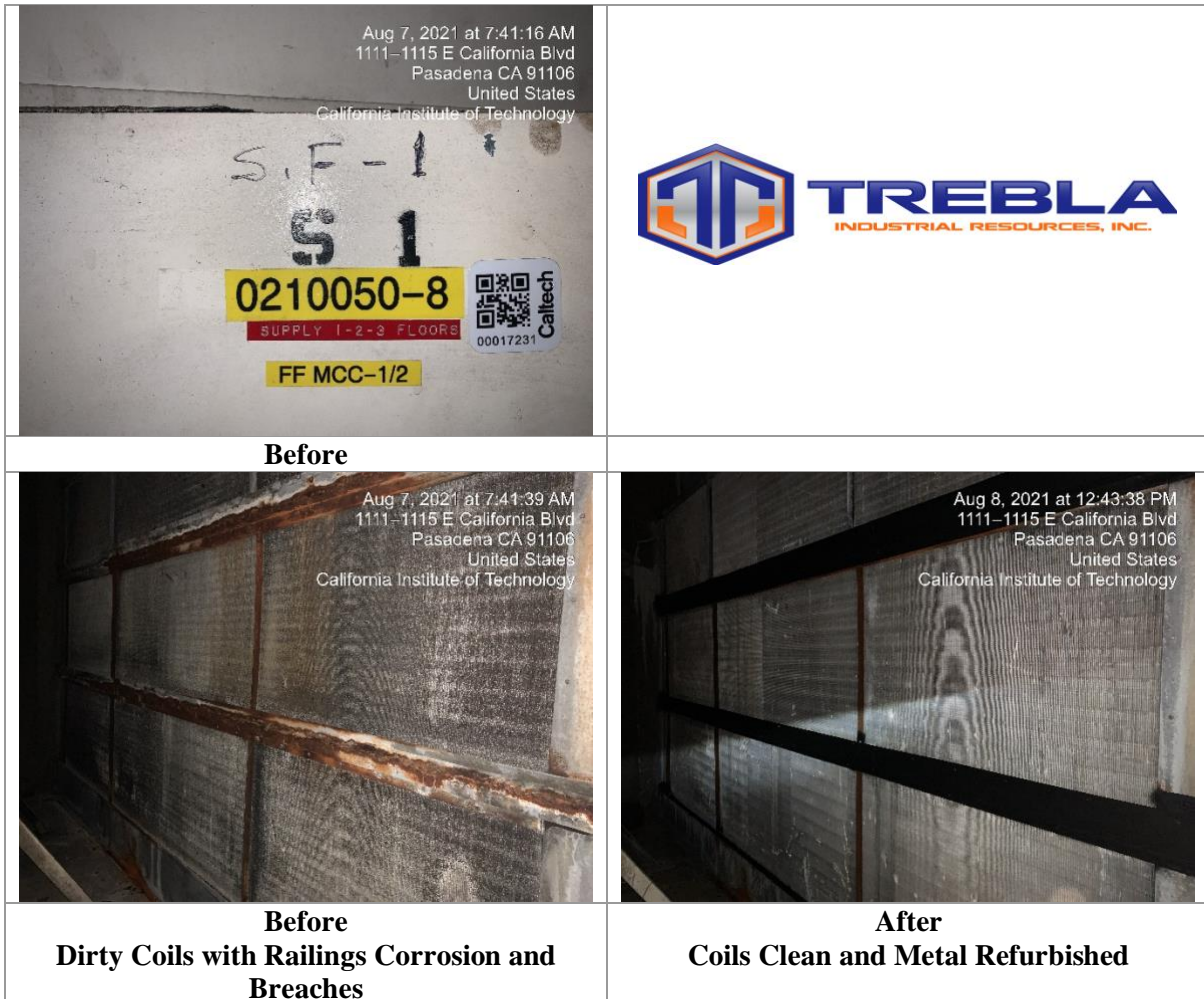 Aug 7, 2021 at 7:41:16 AM
1111–1115 E California Blvd
Pasadena CA 91106
United States
California Institute of Technology
S.F-1
S 1
0210050-8
SUPPLY 1-2-3 FLOORS
00017231
Caltech
FF MCC-1/2
TREBLA
INDUSTRIAL RESOURCES, INC.
Before
Aug 7, 2021 at 7:41:39 AM
1111–1115 E California Blvd
Pasadena CA 91106
United States
California Institute of Technology
Aug 8, 2021 at 12:43:38 PM
1111–1115 E California Blvd
Pasadena CA 91106
United States
California Institute of Technology
Before
Dirty Coils with Railings Corrosion and
Breaches
After
Coils Clean and Metal Refurbished